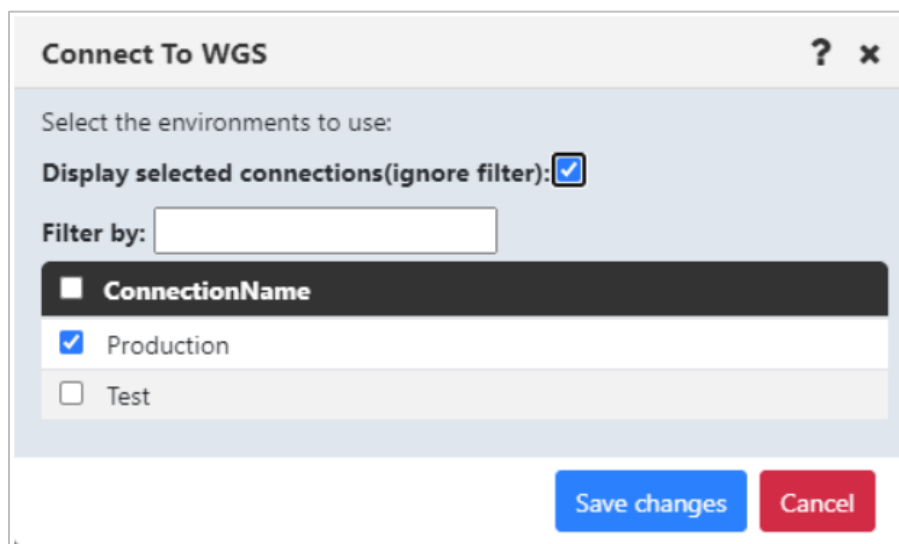 Connect To WGS ? ×
Select the environments to use:
Display selected connections(ignore filter):
Filter by:
ConnectionName
Production
Test
Save changes Cancel